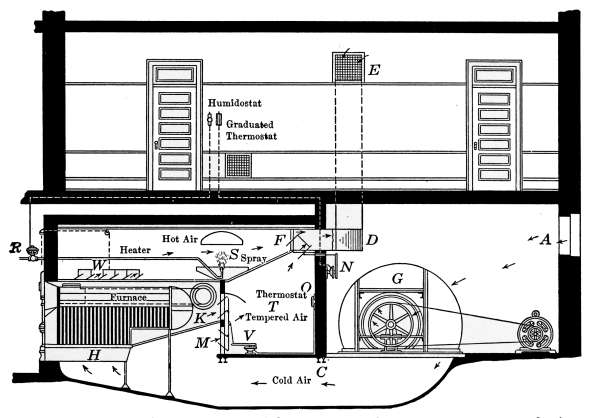 E
Humidostat
Graduated
Thermostat
Hot Air
F
D
A
R
Heater
S
Spray
W
N
G
Furnace
Thermostat
O
T
K
Tempered Air
V
M
H
C
Cold Air